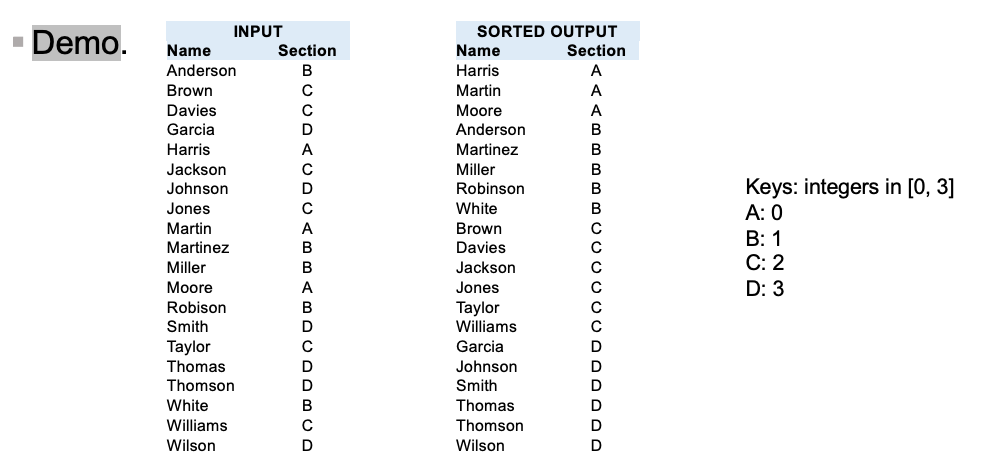 Demo.
INPUT
Name Section
Anderson B
Brown C
Davies C
Garcia D
Harris A
Jackson C
Johnson D
Jones C
Martin A
Martinez B
Miller B
Moore A
Robison B
Smith D
Taylor C
Thomas D
Thomson D
White B
Williams C
Wilson D
SORTED OUTPUT
Name Section
Harris A
Martin A
Moore A
Anderson B
Martinez B
Miller B
Robinson B
White B
Brown C
Davies C
Jackson C
Jones C
Taylor C
Williams C
Garcia D
Johnson D
Smith D
Thomas D
Thomson D
Wilson D
Keys: integers in [0, 3]
A: 0
B: 1
C: 2
D: 3